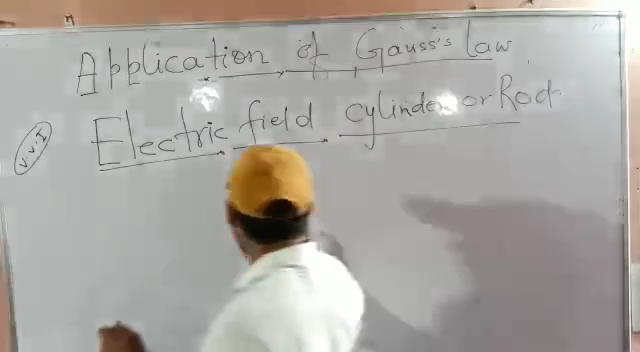 Application of Gauss's law
V.V.I Electric field cylinder or Rod